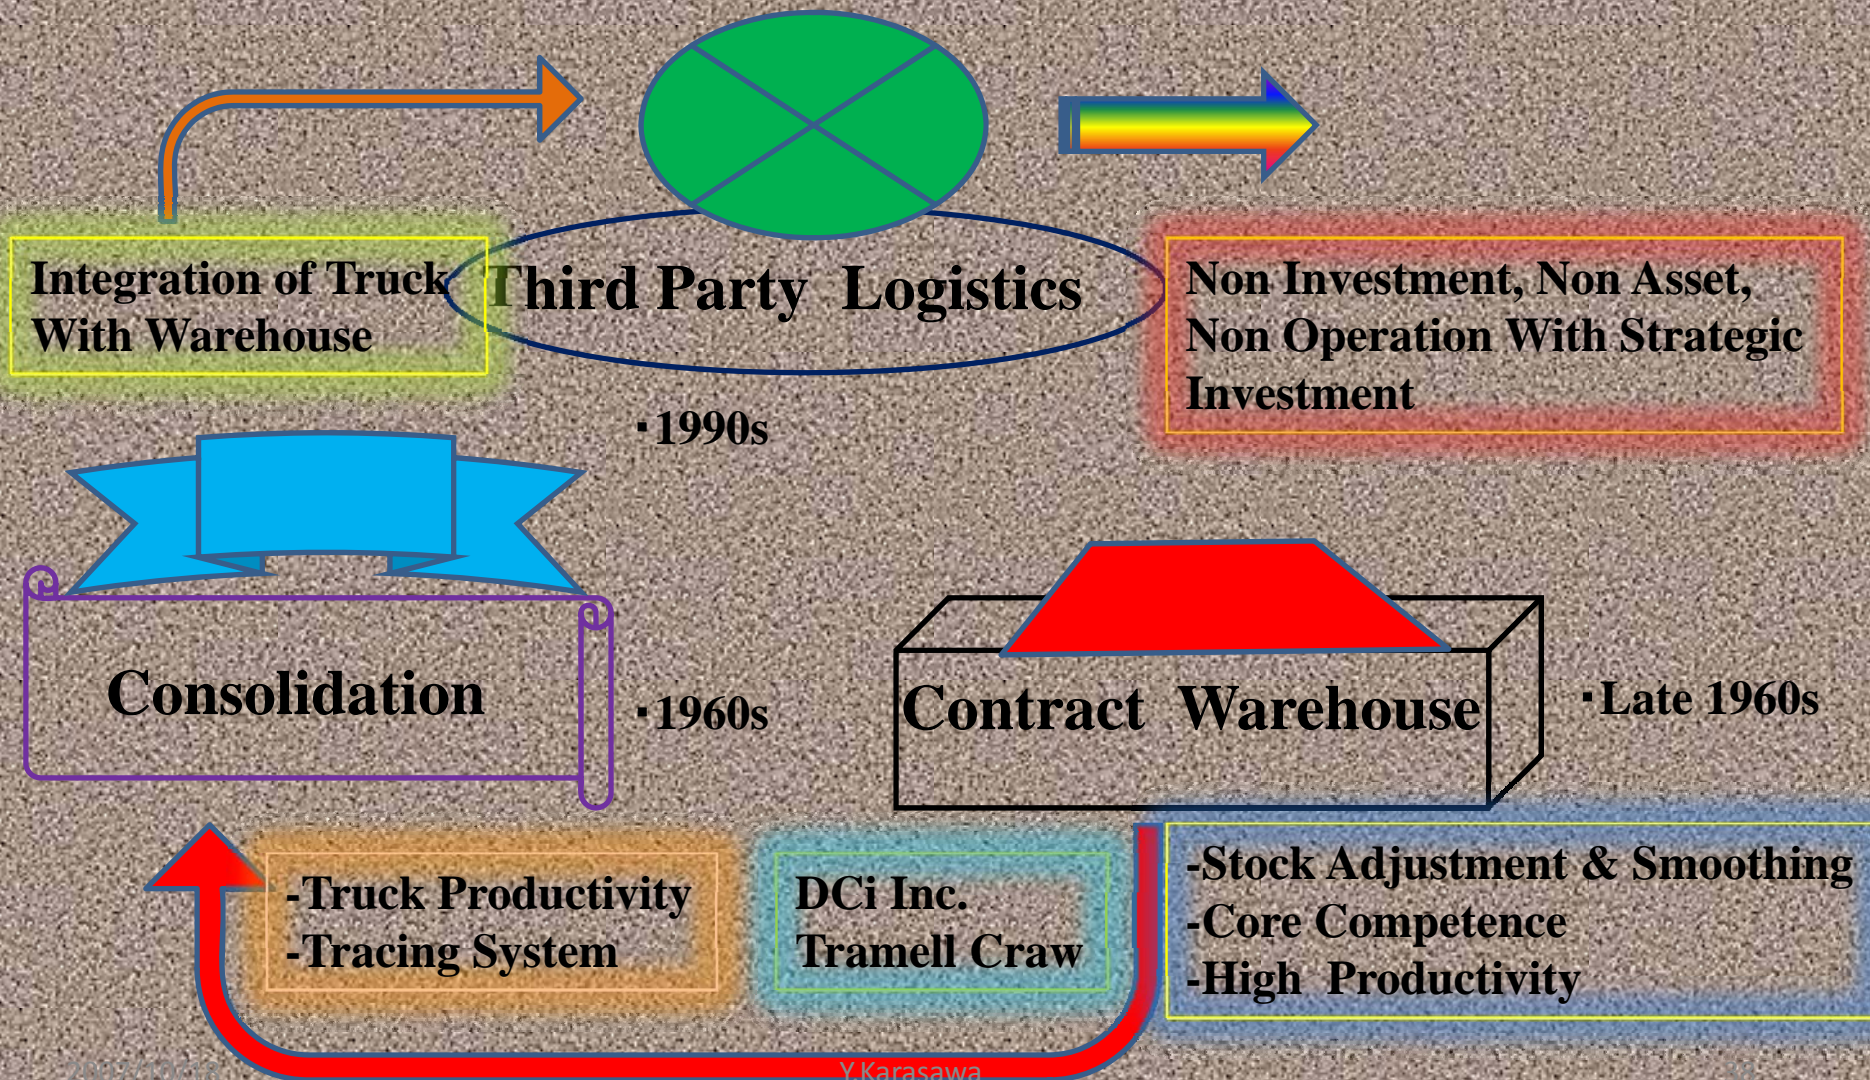 Integration of Truck
With Warehouse
Third Party Logistics
Non Investment, Non Asset,
Non Operation With Strategic
Investment
・1990s
Consolidation
・1960s
Contract Warehouse
・Late 1960s
-Truck Productivity
-Tracing System
DCi Inc.
Tramell Craw
-Stock Adjustment & Smoothing
-Core Competence
-High Productivity
Y.Karasawa